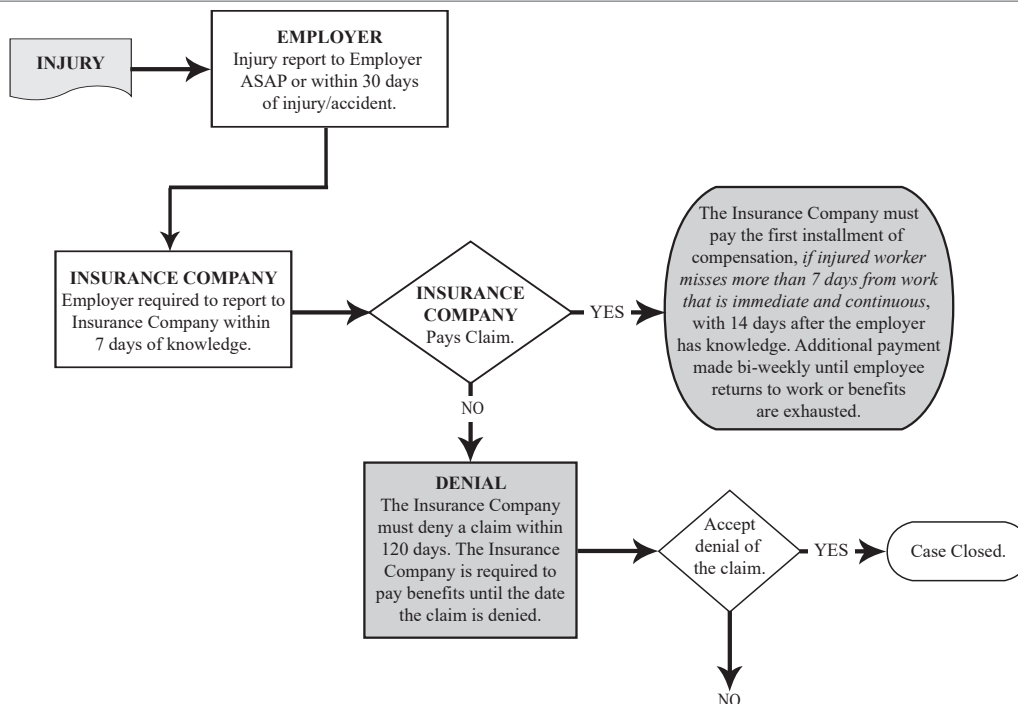 INJURY
EMPLOYER
Injury report to Employer
ASAP or within 30 days
of injury/accident.
INSURANCE COMPANY
Employer required to report to
Insurance Company within
7 days of knowledge.
INSURANCE
COMPANY
Pays Claim.
YES
The Insurance Company must
pay the first installment of
compensation, if injured worker
misses more than 7 days from work
that is immediate and continuous,
with 14 days after the employer
has knowledge. Additional payment
made bi-weekly until employee
returns to work or benefits
are exhausted.
NO
DENIAL
The Insurance Company
must deny a claim within
120 days. The Insurance
Company is required to
pay benefits until the date
the claim is denied.
Accept
denial of
the claim.
YES
Case Closed.
NO